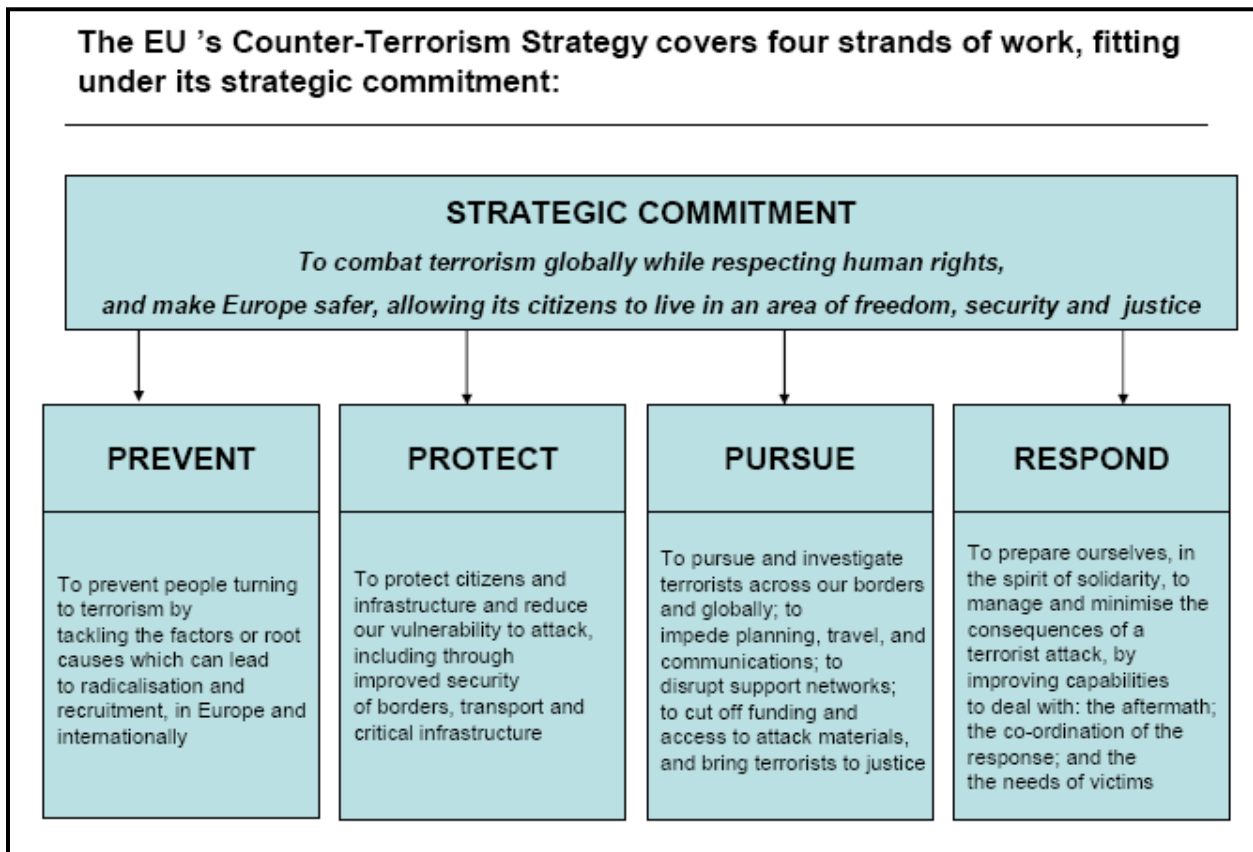 The EU 's Counter-Terrorism Strategy covers four strands of work, fitting
under its strategic commitment:
STRATEGIC COMMITMENT
To combat terrorism globally while respecting human rights,
and make Europe safer, allowing its citizens to live in an area of freedom, security and justice
PREVENT
To prevent people turning
to terrorism by
tackling the factors or root
causes which can lead
to radicalisation and
recruitment, in Europe and
internationally
PROTECT
To protect citizens and
infrastructure and reduce
our vulnerability to attack,
including through
improved security
of borders, transport and
critical infrastructure
PURSUE
To pursue and investigate
terrorists across our borders
and globally; to
impede planning, travel, and
communications; to
disrupt support networks;
to cut off funding and
access to attack materials,
and bring terrorists to justice
RESPOND
To prepare ourselves, in
the spirit of solidarity, to
manage and minimise the
consequences of a
terrorist attack, by
improving capabilities
to deal with: the aftermath;
the co-ordination of the
response; and the
the needs of victims